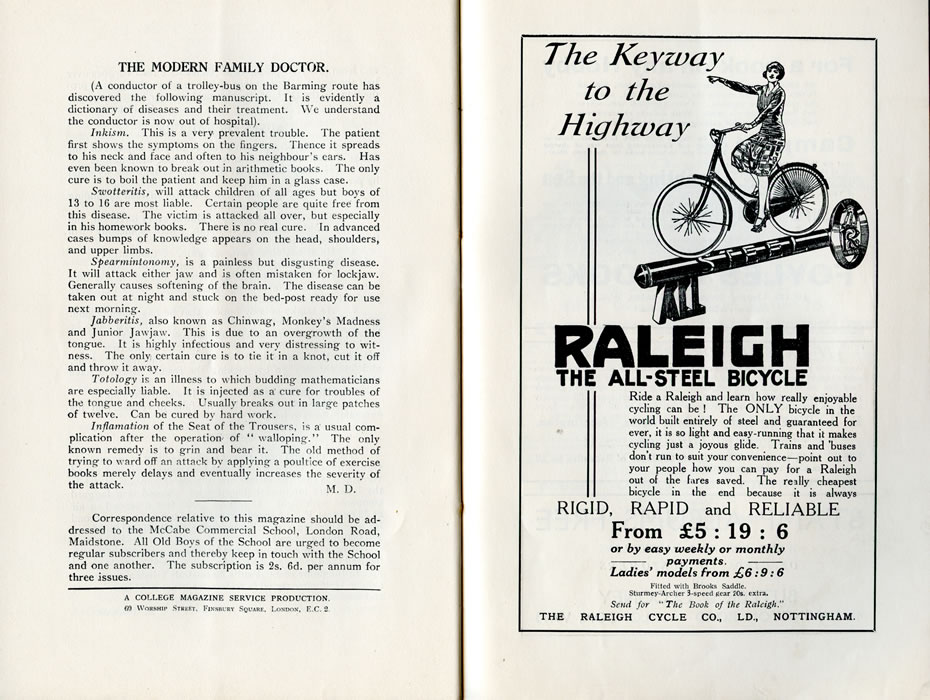 THE MODERN FAMILY DOCTOR.
(A conductor of a trolley-bus on the Barming route has
discovered the following manuscript. It is evidently a
dictionary of diseases and their treatment. We understand
the conductor is now out of hospital).
Inkism. This is a very prevalent trouble. The patient
first shows the symptoms on the fingers. Thence it spreads
to his neck and face and often to his neighbour's ears. Has
even been known to break out in arithmetic books. The only
cure is to boil the patient and keep him in a glass case.
Swotteritis, will attack children of all ages but boys of
13 to 16 are most liable. Certain people are quite free from
this disease. The victim is attacked all over, but especially
in his homework books. There is no real cure. In advanced
cases bumps of knowledge appears on the head, shoulders,
and upper limbs.
Spearmintonomy, is a painless but disgusting disease.
It will attack either jaw and is often mistaken for lockjaw.
Generally causes softening of the brain. The disease can be
taken out at night and stuck on the bed-post ready for use
next morning.
Jabberitis, also known as Chinwag, Monkey's Madness
and Junior Jawjaw. This is due to an overgrowth of the
tongue. It is highly infectious and very distressing to wit-
ness. The only certain cure is to tie it in a knot, cut it off
and throw it away.
Totology is an illness to which budding mathematicians
are especially liable. It is injected as a cure for troubles of
the tongue and cheeks. Usually breaks out in large patches
of twelve. Can be cured by hard work.
Inflamation of the Seat of the Trousers, is a usual com-
plication after the operation of "walloping." The only
known remedy is to grin and bear it. The old method of
trying to ward off an attack by applying a poultice of exercise
books merely delays and eventually increases the severity of
the attack. M. D.
Correspondence relative to this magazine should be ad-
dressed to the McCabe Commercial School, London Road,
Maidstone. All Old Boys of the School are urged to become
regular subscribers and thereby keep in touch with the School
and one another. The subscription is 2s. 6d. per annum for
three issues.
A COLLEGE MAGAZINE SERVICE PRODUCTION.
69 WORSHIP STREET, FINSBURY SQUARE, LONDON, E.C. 2.
The Keyway
to the
Highway
STEEL
R
ALL
RALEIGH
THE ALL-STEEL BICYCLE
Ride a Raleigh and learn how really enjoyable
cycling can be! The ONLY bicycle in the
world built entirely of steel and guaranteed for
ever, it is so light and easy-running that it makes
cycling just a joyous glide. Trains and 'buses
don't run to suit your convenience—point out to
your people how you can pay for a Raleigh
out of the fares saved. The really cheapest
bicycle in the end because it is always
RIGID, RAPID and RELIABLE
From £5 : 19 : 6
or by easy weekly or monthly
payments.
Ladies' models from £6 : 9 : 6
Fitted with Brooks Saddle.
Sturmey-Archer 3-speed gear 20s. extra.
Send for "The Book of the Raleigh."
THE RALEIGH CYCLE CO., LD., NOTTINGHAM.